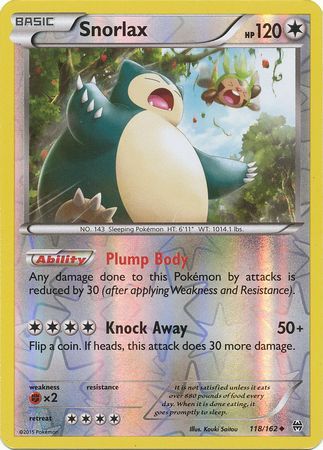 BASIC
Snorlax
HP120
NO. 143 Sleeping Pokémon HT: 6'11" WT: 1014.1 lbs.
Ability Plump Body
Any damage done to this Pokémon by attacks is
reduced by 30 (after applying Weakness and Resistance).
Knock Away 50+
Flip a coin. If heads, this attack does 30 more damage.
weakness resistance
×2
retreat
It is not satisfied unless it eats
over 880 pounds of food every
day. When it is done eating, it
goes promptly to sleep.
©2015 Pokémon
Illus. Kouki Saitou
118/162